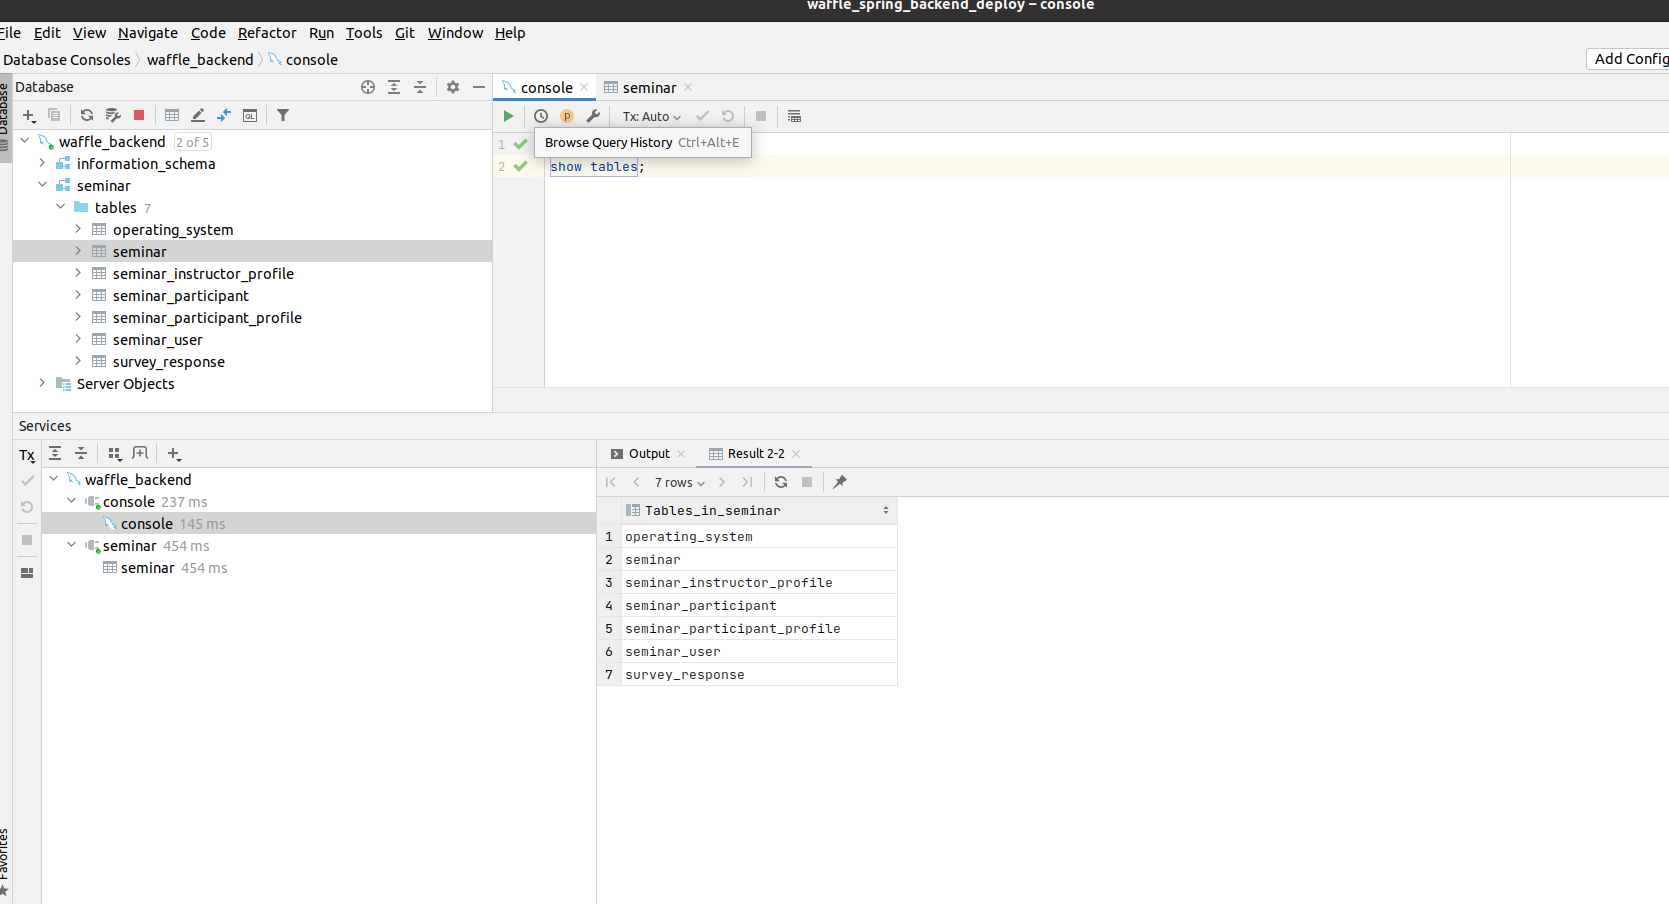 waffle_spring_backend_deploy – console
File Edit View Navigate Code Refactor Run Tools Git Window Help
Database Consoles waffle_backend console
Add Config
Database
Database
console
seminar
Tx: Auto
waffle_backend 2 of 5
information_schema
seminar
tables 7
operating_system
seminar
seminar_instructor_profile
seminar_participant
seminar_participant_profile
seminar_user
survey_response
Server Objects
1
Browse Query History Ctrl+Alt+E
2 show tables;
Services
Tx
waffle_backend
console 237 ms
console 145 ms
seminar 454 ms
seminar 454 ms
Output
Result 2-2
7 rows
Tables_in_seminar
1 operating_system
2 seminar
3 seminar_instructor_profile
4 seminar_participant
5 seminar_participant_profile
6 seminar_user
7 survey_response
Favorites